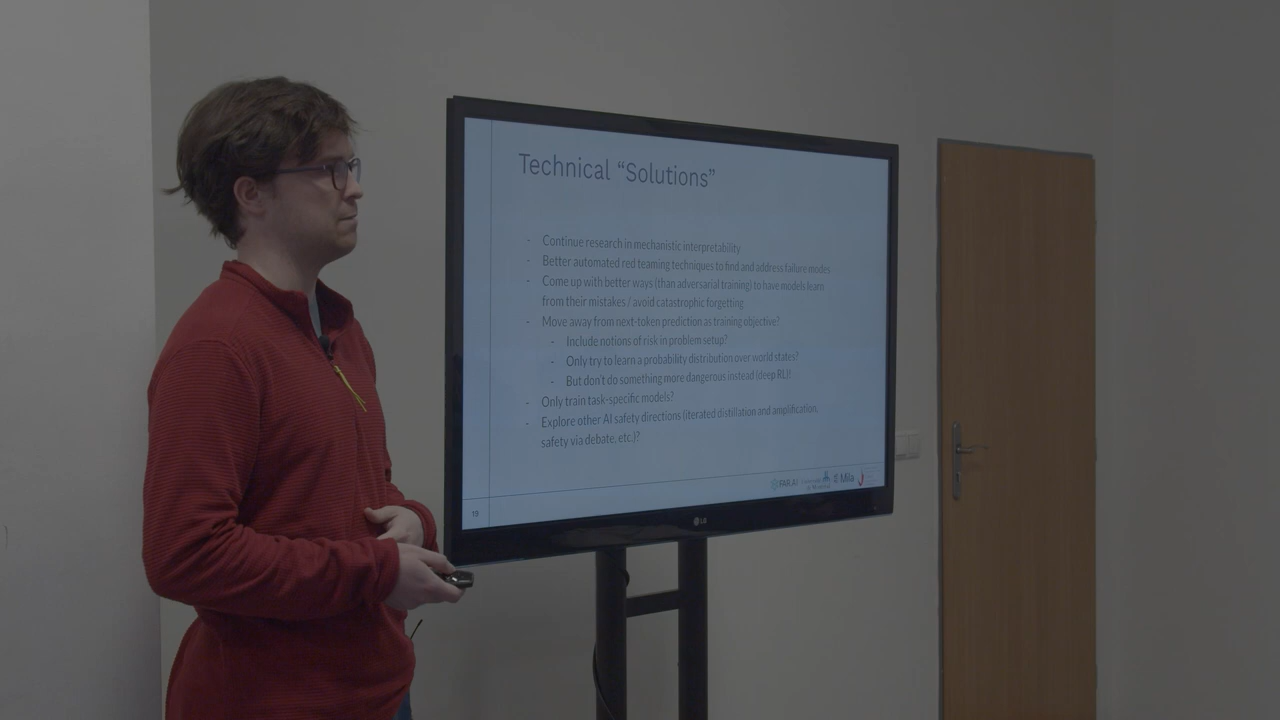 Technical “Solutions”
- Continue research in mechanistic interpretability
- Better automated red teaming techniques to find and address failure modes
- Come up with better ways (than adversarial training) to have models learn
from their mistakes / avoid catastrophic forgetting
- Move away from next-token prediction as training objective?
- Include notions of risk in problem setup?
- Only try to learn a probability distribution over world states?
- But don't do something more dangerous instead (deep RL)!
- Only train task-specific models?
- Explore other AI safety directions (iterated distillation and amplification,
safety via debate, etc.)?
FAR AI
Mila
19
LG